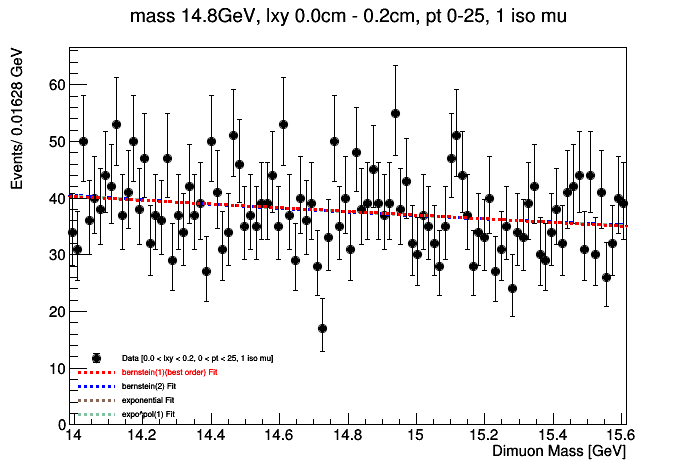 mass 14.8GeV, lxy 0.0cm - 0.2cm, pt 0-25, 1 iso mu
Events/ 0.01628 GeV
60
50
40
30
20
10
0
Data [0.0 < lxy < 0.2, 0 < pt < 25, 1 iso mu]
bernstein(1)(best order) Fit
bernstein(2) Fit
exponential Fit
expo*pol(1) Fit
14 14.2 14.4 14.6 14.8 15 15.2 15.4 15.6
Dimuon Mass [GeV]